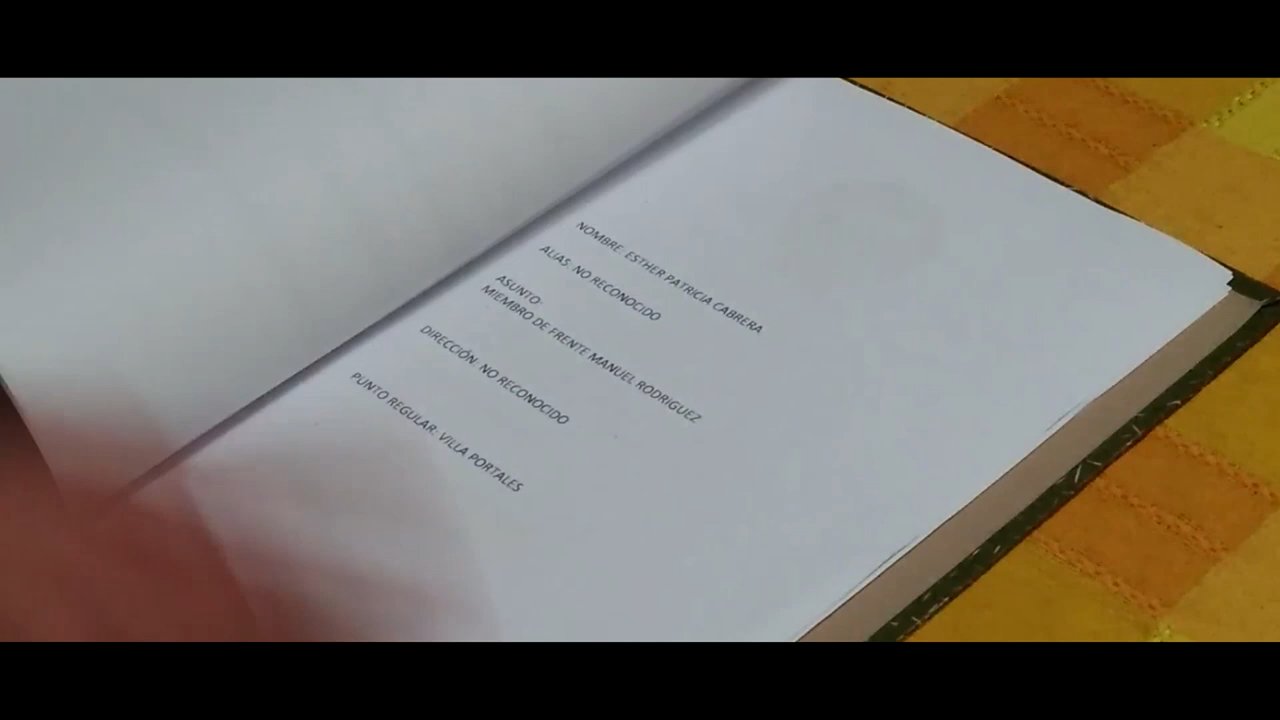 NOMBRE: ESTHER PATRICIA CABRERA
ALIAS: NO RECONOCIDO
ASUNTO:
MIEMBRO DE FRENTE MANUEL RODRIGUEZ
DIRECCIÓN: NO RECONOCIDO
PUNTO REGULAR: VILLA PORTALES